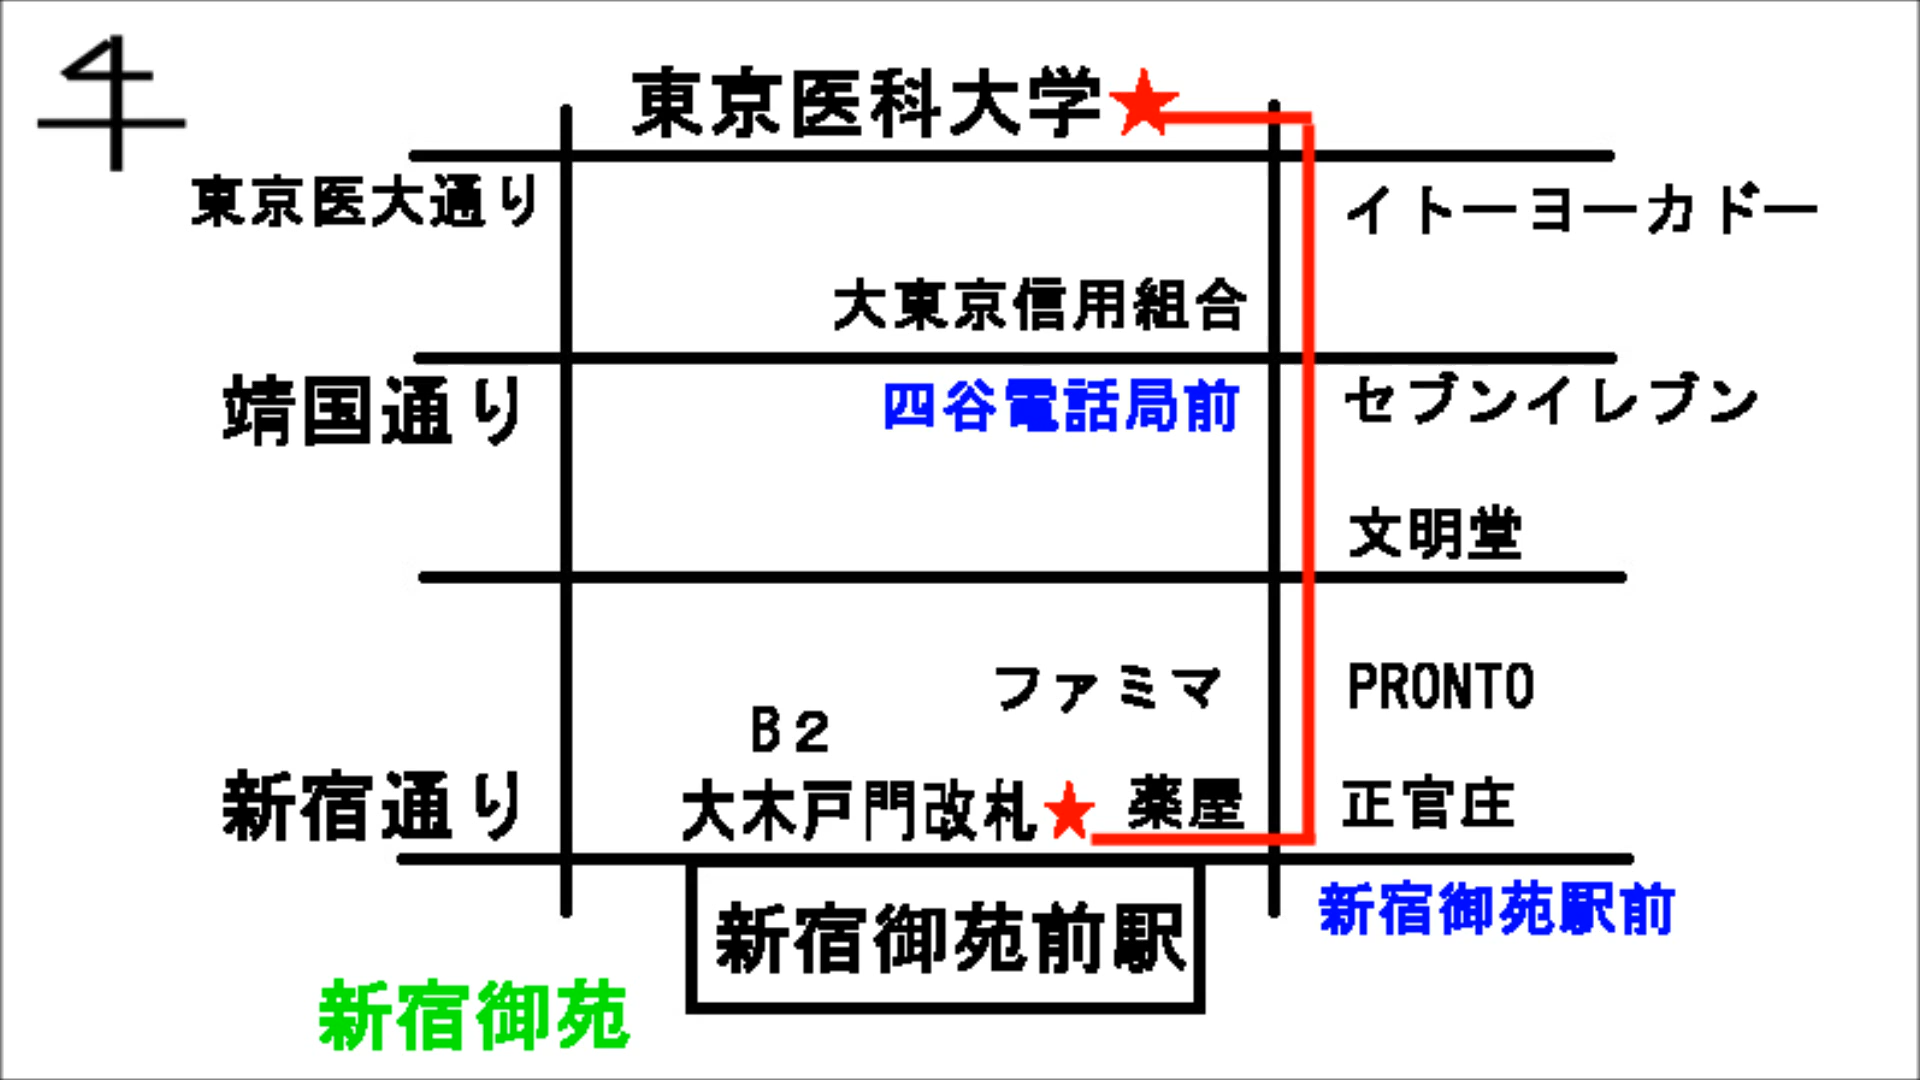 東京医科大学
東京医大通り
イトーヨーカドー
大東京信用組合
靖国通り
四谷電話局前
セブンイレブン
文明堂
ファミマ
PRONTO
B2
新宿通り
大木戸門改札
薬屋
正官庄
新宿御苑前駅
新宿御苑駅前
新宿御苑